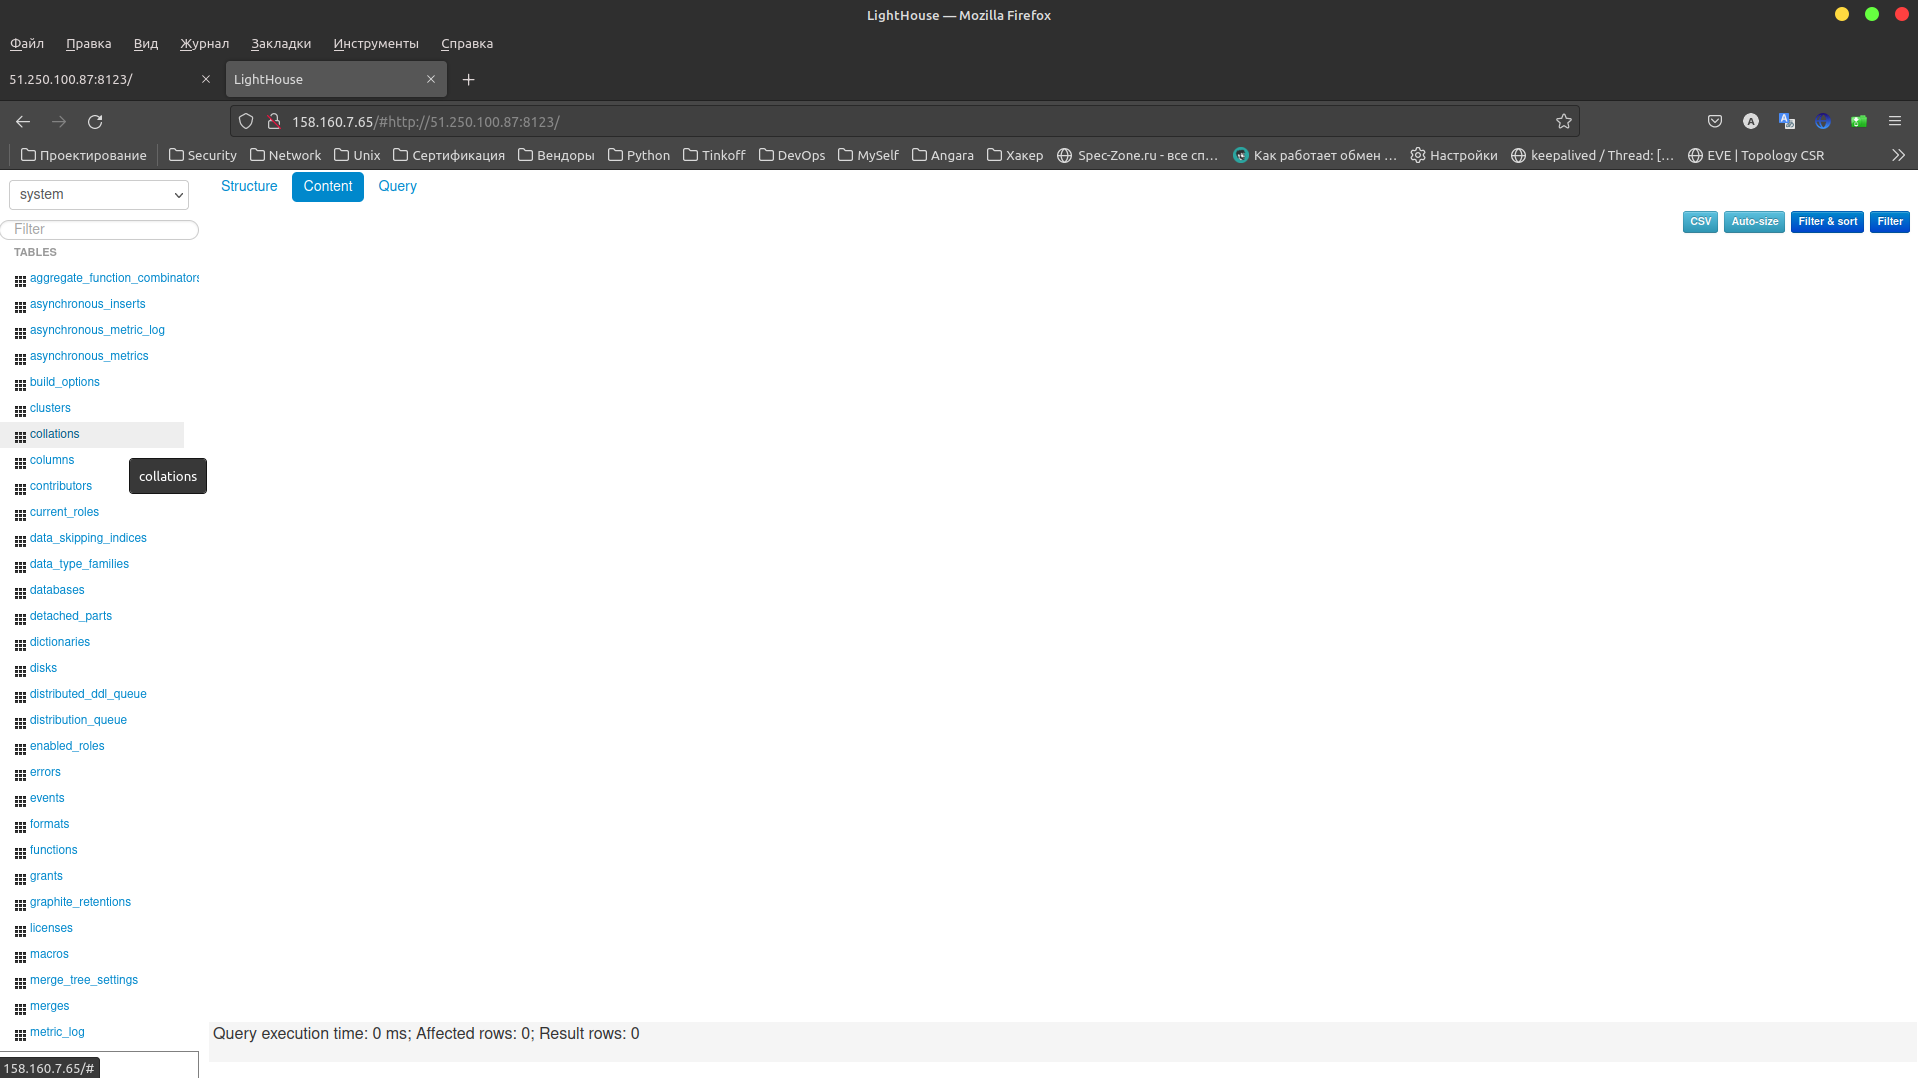 LightHouse — Mozilla Firefox
Файл Правка Вид Журнал Закладки Инструменты Справка
51.250.100.87:8123/ LightHouse
158.160.7.65/#http://51.250.100.87:8123/
Проектирование Security Network Unix Сертификация Вендоры Python Tinkoff DevOps MySelf Angara Хакер Spec-Zone.ru - все сп… Как работает обмен … Настройки keepalived / Thread: [… EVE | Topology CSR
system Structure Content Query
CSV Auto-size Filter & sort Filter
Filter
TABLES
aggregate_function_combinators
asynchronous_inserts
asynchronous_metric_log
asynchronous_metrics
build_options
clusters
collations
columns
collations
contributors
current_roles
data_skipping_indices
data_type_families
databases
detached_parts
dictionaries
disks
distributed_ddl_queue
distribution_queue
enabled_roles
errors
events
formats
functions
grants
graphite_retentions
licenses
macros
merge_tree_settings
merges
metric_log
Query execution time: 0 ms; Affected rows: 0; Result rows: 0
158.160.7.65/#